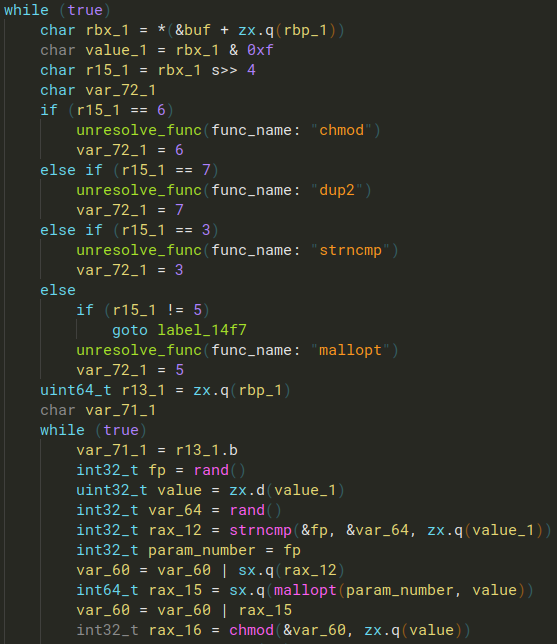 while (true)
char rbx_1 = *(&buf + zx.q(rbp_1))
char value_1 = rbx_1 & 0xf
char r15_1 = rbx_1 s>> 4
char var_72_1
if (r15_1 == 6)
unresolve_func(func_name: "chmod")
var_72_1 = 6
else if (r15_1 == 7)
unresolve_func(func_name: "dup2")
var_72_1 = 7
else if (r15_1 == 3)
unresolve_func(func_name: "strncmp")
var_72_1 = 3
else
if (r15_1 != 5)
goto label_14f7
unresolve_func(func_name: "mallopt")
var_72_1 = 5
uint64_t r13_1 = zx.q(rbp_1)
char var_71_1
while (true)
var_71_1 = r13_1.b
int32_t fp = rand()
uint32_t value = zx.d(value_1)
int32_t var_64 = rand()
int32_t rax_12 = strncmp(&fp, &var_64, zx.q(value_1))
int32_t param_number = fp
var_60 = var_60 | sx.q(rax_12)
int64_t rax_15 = sx.q(mallopt(param_number, value))
var_60 = var_60 | rax_15
int32_t rax_16 = chmod(&var_60, zx.q(value))